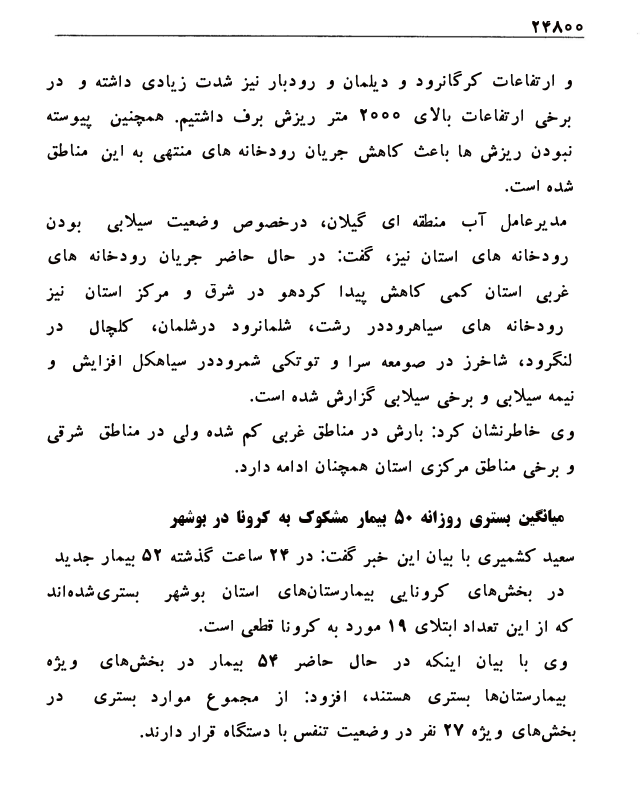 ۲۴۸۰۰
و ارتفاعات کرگانرود و دیلمان و رودبار نیز شدت زیادی داشته و در
برخی ارتفاعات بالای ۲۰۰۰ متر ریزش برف داشتیم. همچنین پیوسته
نبودن ریزش ها باعث کاهش جریان رودخانه های منتهی به این مناطق
شده است.
مدیرعامل آب منطقه ای گیلان، درخصوص وضعیت سیلابی بودن
رودخانه های استان نیز، گفت: در حال حاضر جریان رودخانه های
غربی استان کمی کاهش پیدا کردهو در شرق و مرکز استان نیز
رودخانه های سیاهروددر رشت، شلمانرود درشلمان، کلچال در
لنگرود، شاخرز در صومعه سرا و توتکی شمروددر سیاهکل افزایش و
نیمه سیلابی و برخی سیلابی گزارش شده است.
وی خاطرنشان کرد: بارش در مناطق غربی کم شده ولی در مناطق شرقی
و برخی مناطق مرکزی استان همچنان ادامه دارد.
میانگین بستری روزانه ۵۰ بیمار مشکوک به کرونا در بوشهر
سعید کشمیری با بیان این خبر گفت: در ۲۴ ساعت گذشته ۵۲ بیمار جدید
در بخش‌های کرونایی بیمارستان‌های استان بوشهر بستری‌شده‌اند
که از این تعداد ابتلای ۱۹ مورد به کرونا قطعی است.
وی با بیان اینکه در حال حاضر ۵۴ بیمار در بخش‌های ویژه
بیمارستان‌ها بستری هستند، افزود: از مجموع موارد بستری در
بخش‌های ویژه ۲۷ نفر در وضعیت تنفس با دستگاه قرار دارند.